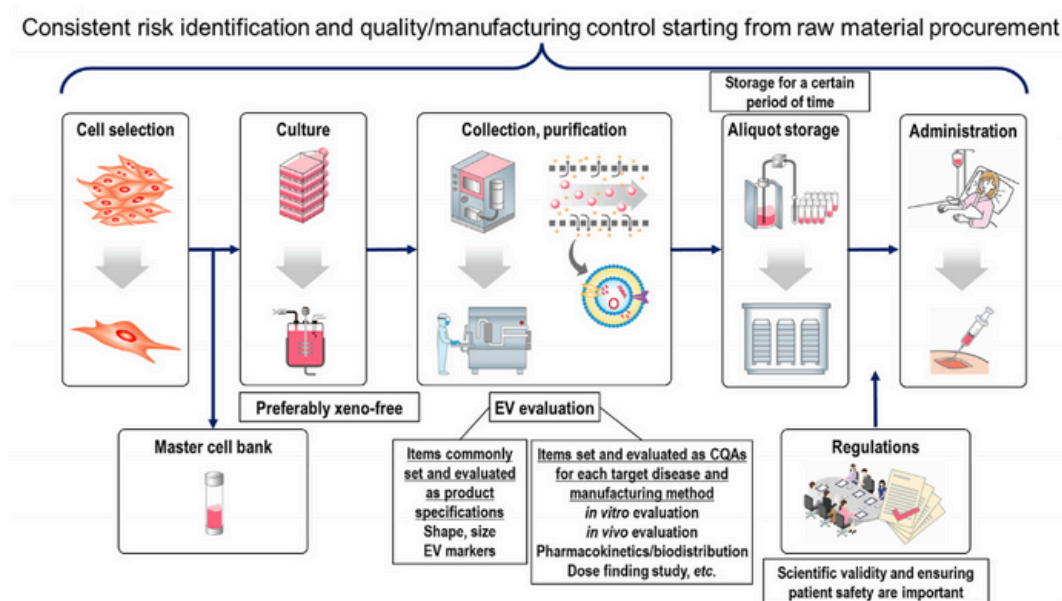 Consistent risk identification and quality/manufacturing control starting from raw material procurement
Storage for a certain
period of time
Cell selection
Culture
Collection, purification
Aliquot storage
Administration
Preferably xeno-free
EV evaluation
Master cell bank
Items commonly
set and evaluated
as product
specifications
Shape, size
EV markers
Items set and evaluated as CQAs
for each target disease and
manufacturing method
in vitro evaluation
in vivo evaluation
Pharmacokinetics/biodistribution
Dose finding study, etc.
Regulations
Scientific validity and ensuring
patient safety are important